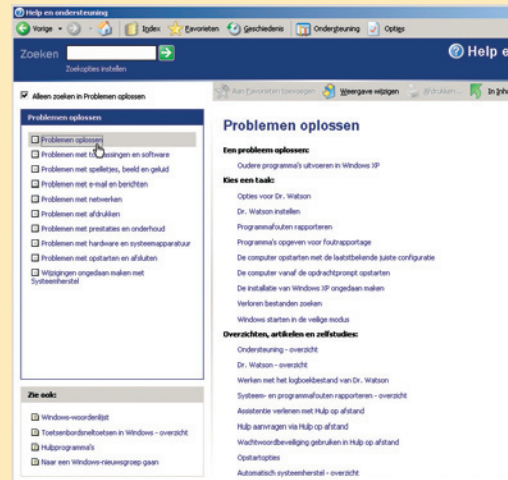 Help en ondersteuning
Vorige Index Favorieten Geschiedenis Ondersteuning Opties
Zoeken
Help e
Zoekopties instellen
Alleen zoeken in Problemen oplossen
Aan Favorieten toevoegen Weergave wijzigen Afdrukken... In Inh
Problemen oplossen
Problemen oplossen
Problemen met toepassingen en software
Problemen met spelletjes, beeld en geluid
Problemen met e-mail en berichten
Problemen met netwerken
Problemen met afdrukken
Problemen met prestaties en onderhoud
Problemen met hardware en systeemapparatuur
Problemen met opstarten en afsluiten
Wijzigingen ongedaan maken met
Systeemherstel
Zie ook:
Windows-woordenlijst
Toetsenbordsneltoetsen in Windows - overzicht
Hulpprogramma's
Naar een Windows-nieuwsgroep gaan
Problemen oplossen
Een probleem oplossen:
Oudere programma's uitvoeren in Windows XP
Kies een taak:
Opties voor Dr. Watson
Dr. Watson instellen
Programmafouten rapporteren
Programma's opgeven voor foutrapportage
De computer opstarten met de laatstbekende juiste configuratie
De computer vanaf de opdrachtprompt opstarten
De installatie van Windows XP ongedaan maken
Verloren bestanden zoeken
Windows starten in de veilige modus
Overzichten, artikelen en zelfstudies:
Ondersteuning - overzicht
Dr. Watson - overzicht
Werken met het logboekbestand van Dr. Watson
Systeem- en programmafouten rapporteren - overzicht
Assistentie verlenen met Hulp op afstand
Hulp aanvragen via Hulp op afstand
Wachtwoordbeveiliging gebruiken in Hulp op afstand
Opstartopties
Automatisch systeemherstel - overzicht